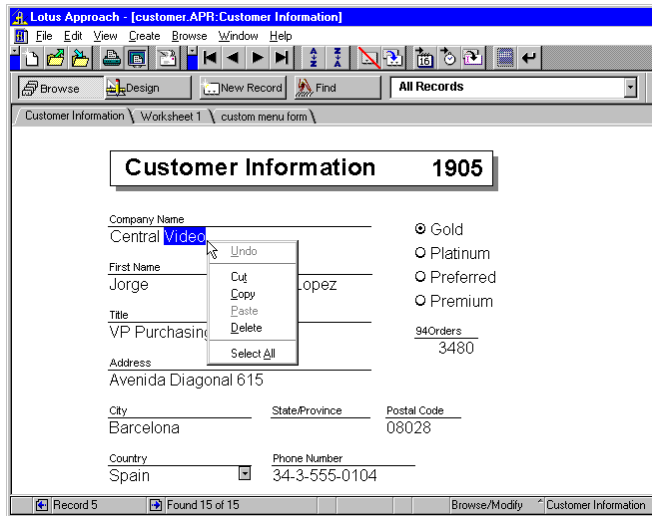 Lotus Approach - [customer.APR:Customer Information]
File Edit View Create Browse Window Help
16
Browse Design New Record Find All Records
Customer Information \ Worksheet 1 \ custom menu form \
Customer Information 1905
Company Name
Central Video
Gold
Platinum
Preferred
Premium
Undo
Cut
Copy
Paste
Delete
Select All
First Name
Jorge Lopez
Title
VP Purchasing
94Orders
3480
Address
Avenida Diagonal 615
City State/Province Postal Code
Barcelona 08028
Country Phone Number
Spain 34-3-555-0104
Record 5 Found 15 of 15 Browse/Modify Customer Information